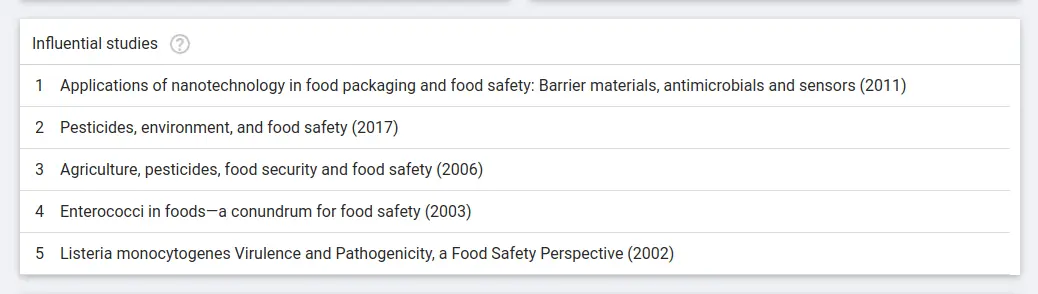 Influential studies ?
1 Applications of nanotechnology in food packaging and food safety: Barrier materials, antimicrobials and sensors (2011)
2 Pesticides, environment, and food safety (2017)
3 Agriculture, pesticides, food security and food safety (2006)
4 Enterococci in foods—a conundrum for food safety (2003)
5 Listeria monocytogenes Virulence and Pathogenicity, a Food Safety Perspective (2002)